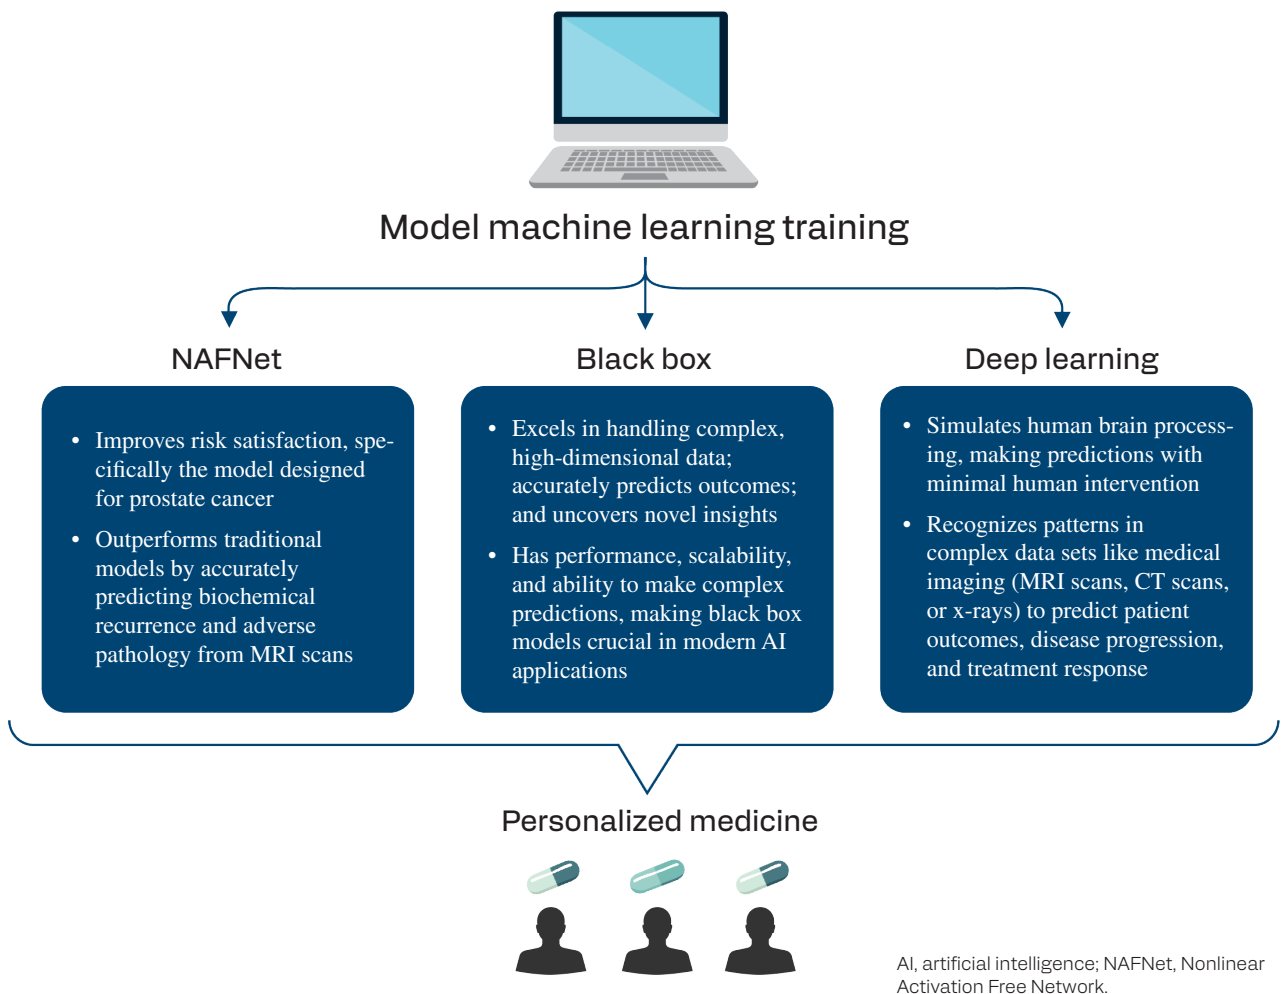 Model machine learning training
NAFNet
• Improves risk satisfaction, spe-
cifically the model designed
for prostate cancer
• Outperforms traditional
models by accurately
predicting biochemical
recurrence and adverse
pathology from MRI scans
Black box
• Excels in handling complex,
high-dimensional data;
accurately predicts outcomes;
and uncovers novel insights
• Has performance, scalability,
and ability to make complex
predictions, making black box
models crucial in modern AI
applications
Deep learning
• Simulates human brain process-
ing, making predictions with
minimal human intervention
• Recognizes patterns in
complex data sets like medical
imaging (MRI scans, CT scans,
or x-rays) to predict patient
outcomes, disease progression,
and treatment response
Personalized medicine
AI, artificial intelligence; NAFNet, Nonlinear
Activation Free Network.